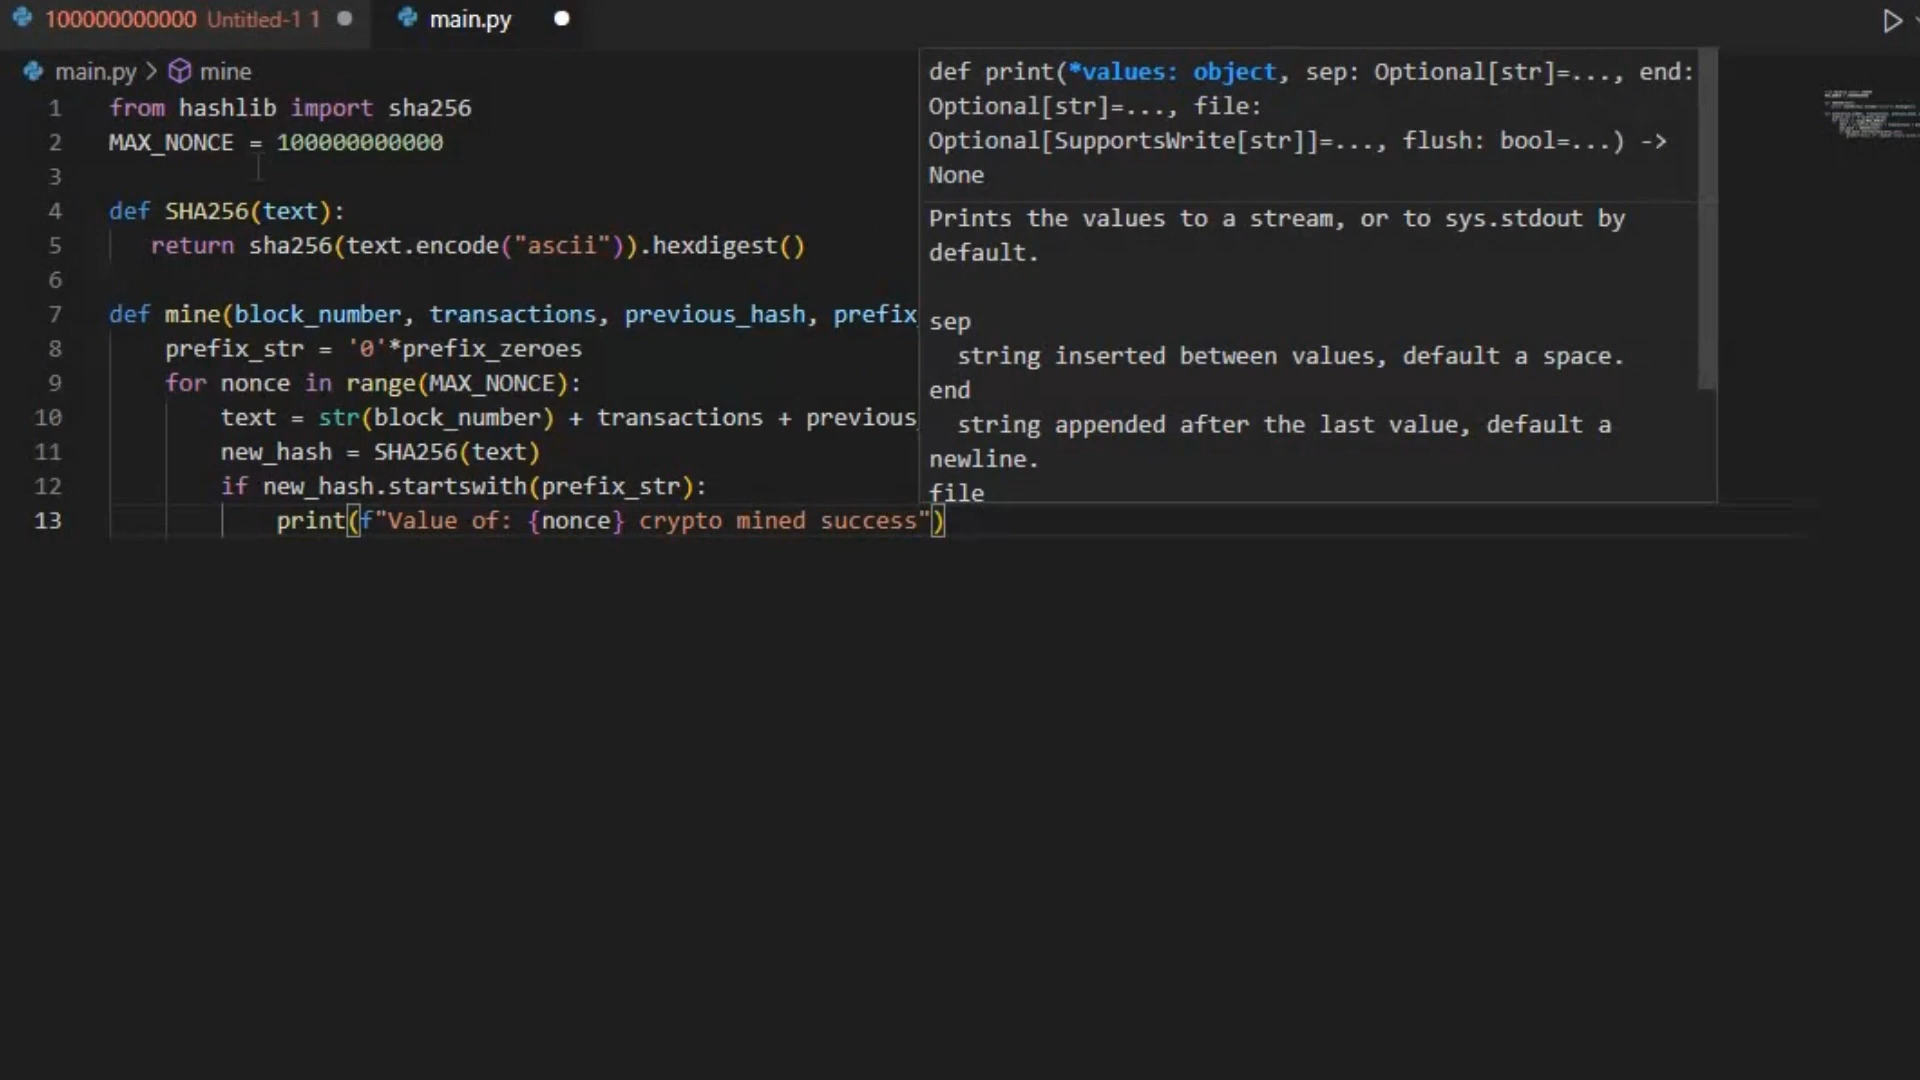 100000000000 Untitled-1 1
main.py
main.py > mine
1 from hashlib import sha256
2 MAX_NONCE = 100000000000
3
4 def SHA256(text):
5 return sha256(text.encode("ascii")).hexdigest()
6
7 def mine(block_number, transactions, previous_hash, prefix_
8 prefix_str = '0'*prefix_zeroes
9 for nonce in range(MAX_NONCE):
10 text = str(block_number) + transactions + previous_
11 new_hash = SHA256(text)
12 if new_hash.startswith(prefix_str):
13 print(f"Value of: {nonce} crypto mined success")
def print(*values: object, sep: Optional[str]=..., end:
Optional[str]=..., file:
Optional[SupportsWrite[str]]=..., flush: bool=...) ->
None
Prints the values to a stream, or to sys.stdout by
default.
sep
string inserted between values, default a space.
end
string appended after the last value, default a
newline.
file